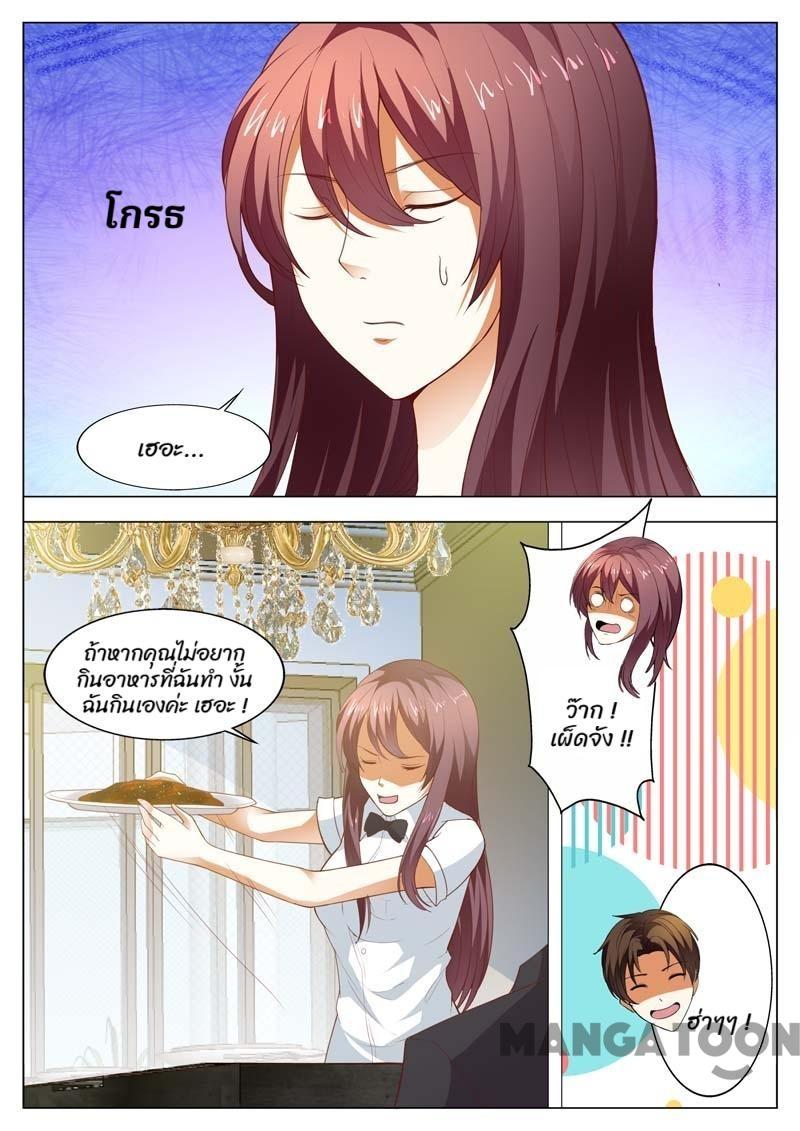 โกรธ
เฮอะ...
ถ้าหากคุณไม่อยาก
กินอาหารที่ฉันทำ งั้น
ฉันกินเองค่ะ เฮอะ !
ว๊าก !
เผ็ดจัง !!
ฮ่าๆๆ !
MANGATOON